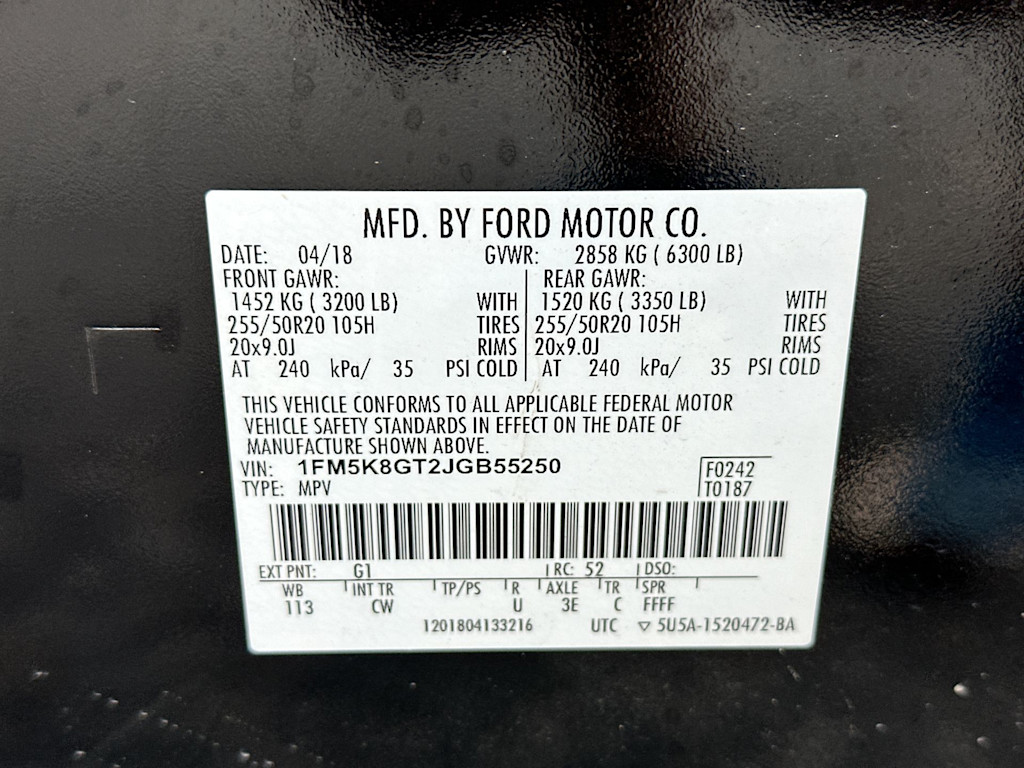 MFD. BY FORD MOTOR CO.
DATE: 04/18 GVWR: 2858 KG ( 6300 LB)
FRONT GAWR: REAR GAWR:
1452 KG ( 3200 LB) WITH 1520 KG ( 3350 LB) WITH
255/50R20 105H TIRES 255/50R20 105H TIRES
20x9.0J RIMS 20x9.0J RIMS
AT 240 kPa/ 35 PSI COLD AT 240 kPa/ 35 PSI COLD
THIS VEHICLE CONFORMS TO ALL APPLICABLE FEDERAL MOTOR
VEHICLE SAFETY STANDARDS IN EFFECT ON THE DATE OF
MANUFACTURE SHOWN ABOVE.
VIN: 1FM5K8GT2JGB55250 F0242
TYPE: MPV T0187
EXT PNT: G1 RC: 52 DSO:
WB INT TR TP/PS R AXLE TR SPR
113 CW U 3E C FFFF
1201804133216 UTC ▽ 5U5A-1520472-BA